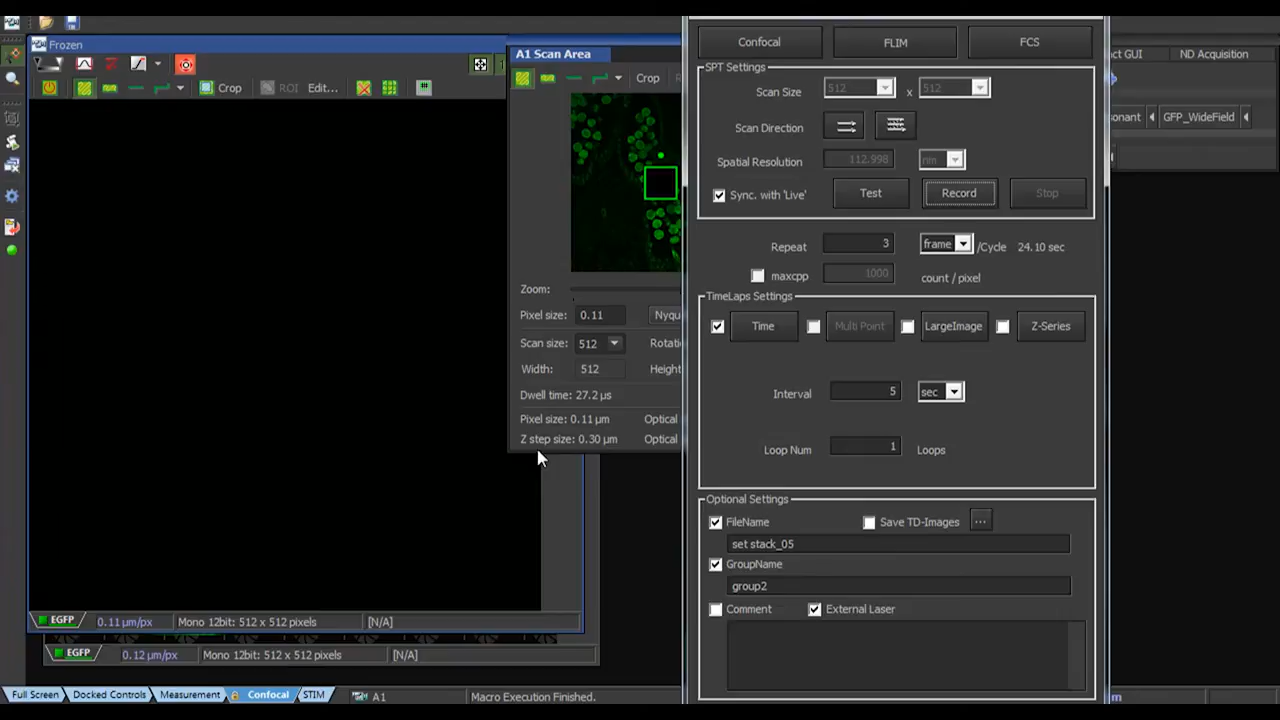 Frozen
A1 Scan Area
Confocal
FLIM
FCS
ND Acquisition
Crop
ROI
Edit...
Crop
SPT Settings
Scan Size
512
x
512
Scan Direction
Spatial Resolution
112.998
nm
Sync. with 'Live'
Test
Record
Stop
GFP_WideField
Repeat
3
frame
/Cycle
24.10 sec
maxcpp
1000
count / pixel
Zoom:
Pixel size:
0.11
Scan size:
512
Width:
512
Dwell time: 27.2 µs
Pixel size: 0.11 µm
Optical
Z step size: 0.30 µm
Optical
TimeLaps Settings
Time
Multi Point
LargeImage
Z-Series
Interval
5
sec
Loop Num
1
Loops
Optional Settings
FileName
Save TD-Images
...
set stack_05
GroupName
group2
Comment
External Laser
EGFP
0.11 µm/px
Mono 12bit: 512 x 512 pixels
[N/A]
EGFP
0.12 µm/px
Mono 12bit: 512 x 512 pixels
[N/A]
Full Screen
Docked Controls
Measurement
Confocal
STIM
A1
Macro Execution Finished.